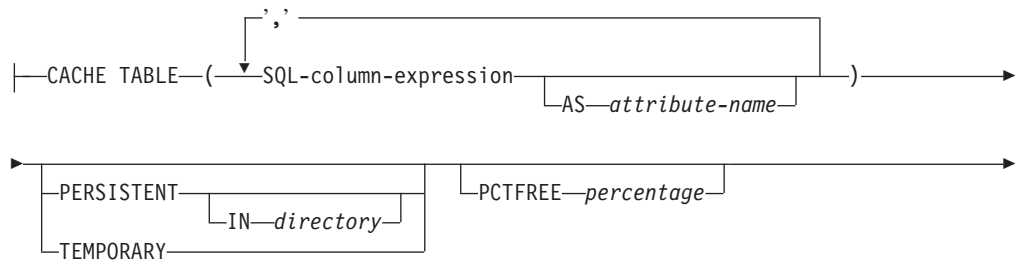 ','
CACHE TABLE ( SQL-column-expression )
AS attribute-name
PERSISTENT PCTFREE percentage
IN directory
TEMPORARY